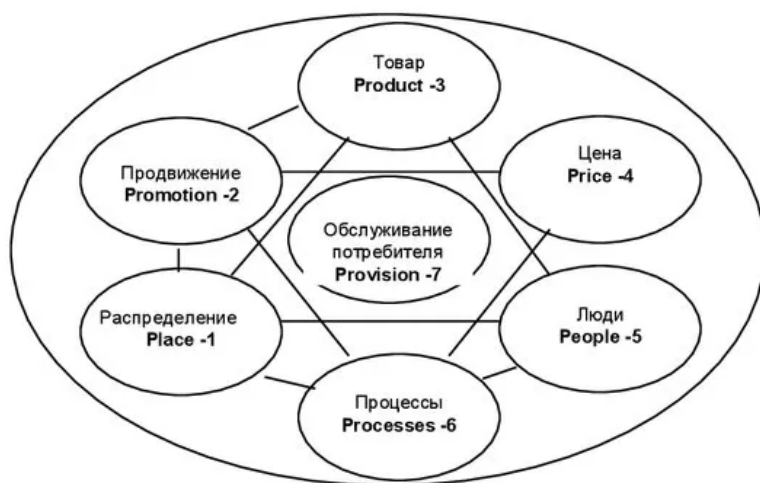 Товар
Product -3
Продвижение
Promotion -2
Цена
Price -4
Обслуживание
потребителя
Provision -7
Распределение
Place -1
Люди
People -5
Процессы
Processes -6